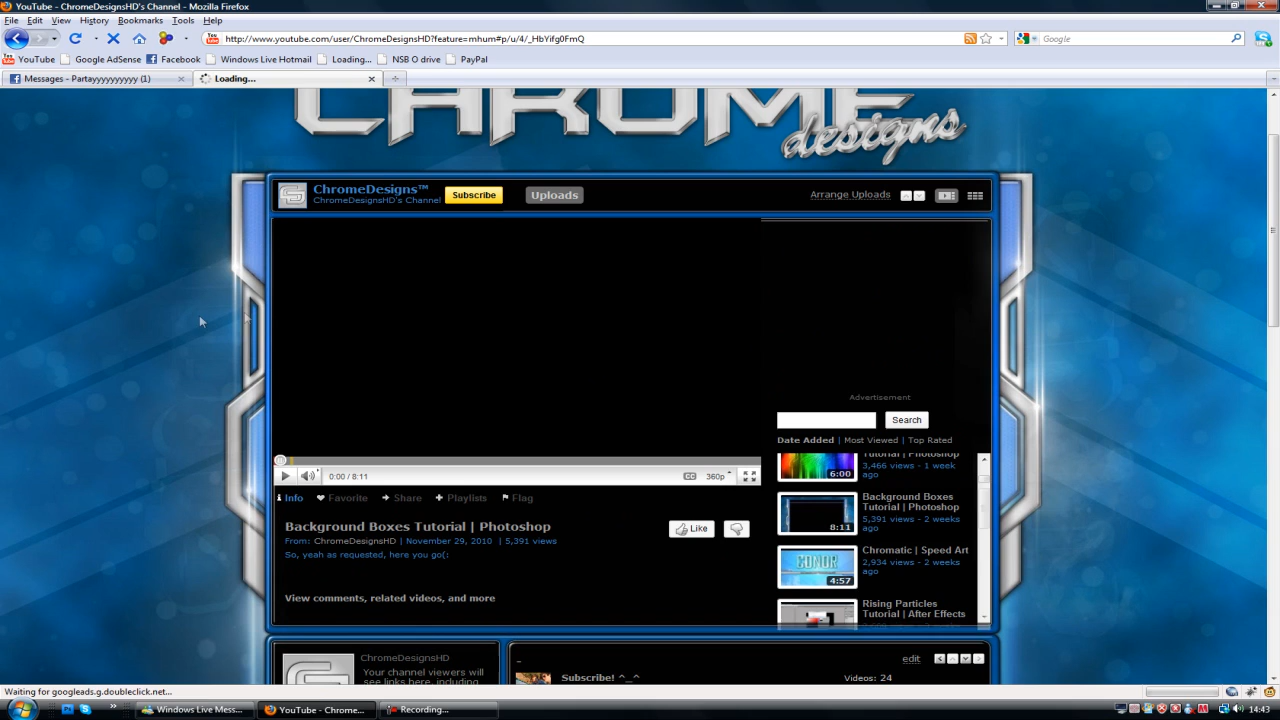 YouTube - ChromeDesignsHD's Channel - Mozilla Firefox
File Edit View History Bookmarks Tools Help
http://www.youtube.com/user/ChromeDesignsHD?feature=mhum#p/u/4/_HbYifg0FmQ
Google
YouTube Google AdSense Facebook Windows Live Hotmail Loading... NSB O drive PayPal
Messages - Partayyyyyyyyyy (1) Loading...
CHROME
designs
ChromeDesigns™
ChromeDesignsHD's Channel
Subscribe
Uploads
Arrange Uploads
Advertisement
Search
Date Added | Most Viewed | Top Rated
Tutorial | Photoshop
3,466 views - 1 week
ago
6:00
Background Boxes
Tutorial | Photoshop
5,391 views - 2 weeks
ago
8:11
Chromatic | Speed Art
2,934 views - 2 weeks
ago
CONOR
4:57
Rising Particles
Tutorial | After Effects
0:00 / 8:11
CC 360p
Info Favorite Share Playlists Flag
Background Boxes Tutorial | Photoshop
From: ChromeDesignsHD | November 29, 2010 | 5,391 views
So, yeah as requested, here you go(:
Like
View comments, related videos, and more
ChromeDesignsHD
Your channel viewers will
see links here, including
edit
Subscribe! ^_^
Videos: 24
Waiting for googleads.g.doubleclick.net...
Windows Live Mess... YouTube - Chrome... Recording... 14:43